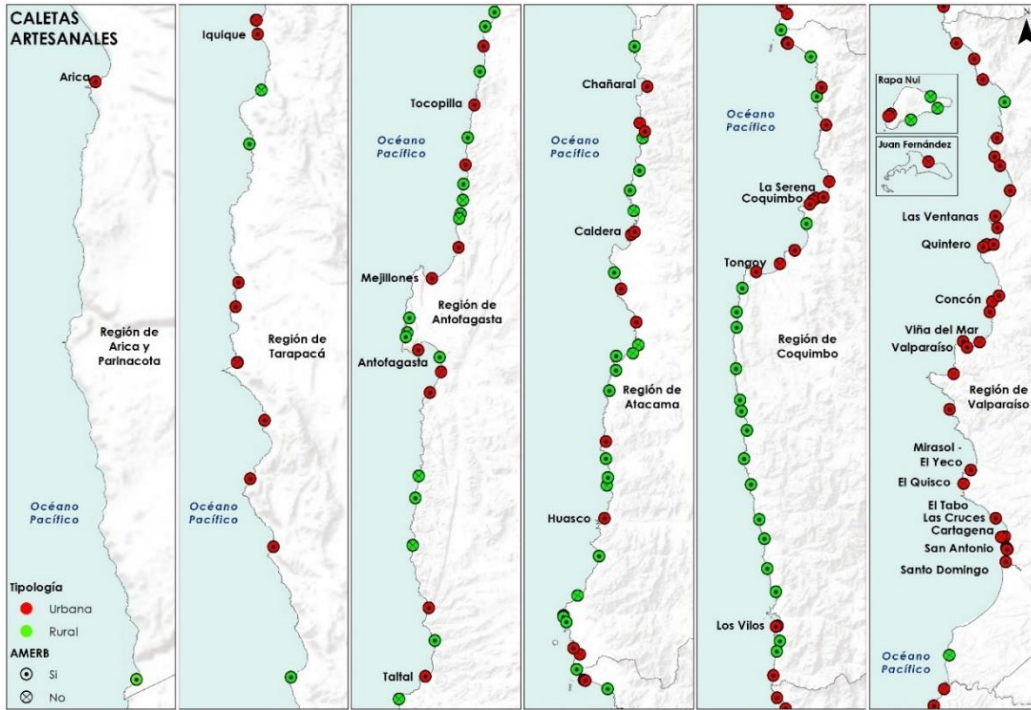 CALETAS
ARTESANALES
Arica
Región de
Arica y
Parinacota
Océano
Pacífico
Tipología
Urbana
Rural
AMERB
Si
No
Iquique
Región de
Tarapacá
Océano
Pacífico
Tocopilla
Océano
Pacífico
Mejillones
Región de
Antofagasta
Antofagasta
Taltal
Chañaral
Océano
Pacífico
Caldera
Región de
Atacama
Huasco
Océano
Pacífico
La Serena
Coquimbo
Tongoy
Región de
Coquimbo
Los Vilos
N
Rapa Nui
Juan Fernández
Las Ventanas
Quintero
Concón
Viña del Mar
Valparaíso
Región de
Valparaíso
Mirasol -
El Yeco
El Quisco
El Tabo
Las Cruces
Cartagena
San Antonio
Santo Domingo
Océano
Pacífico